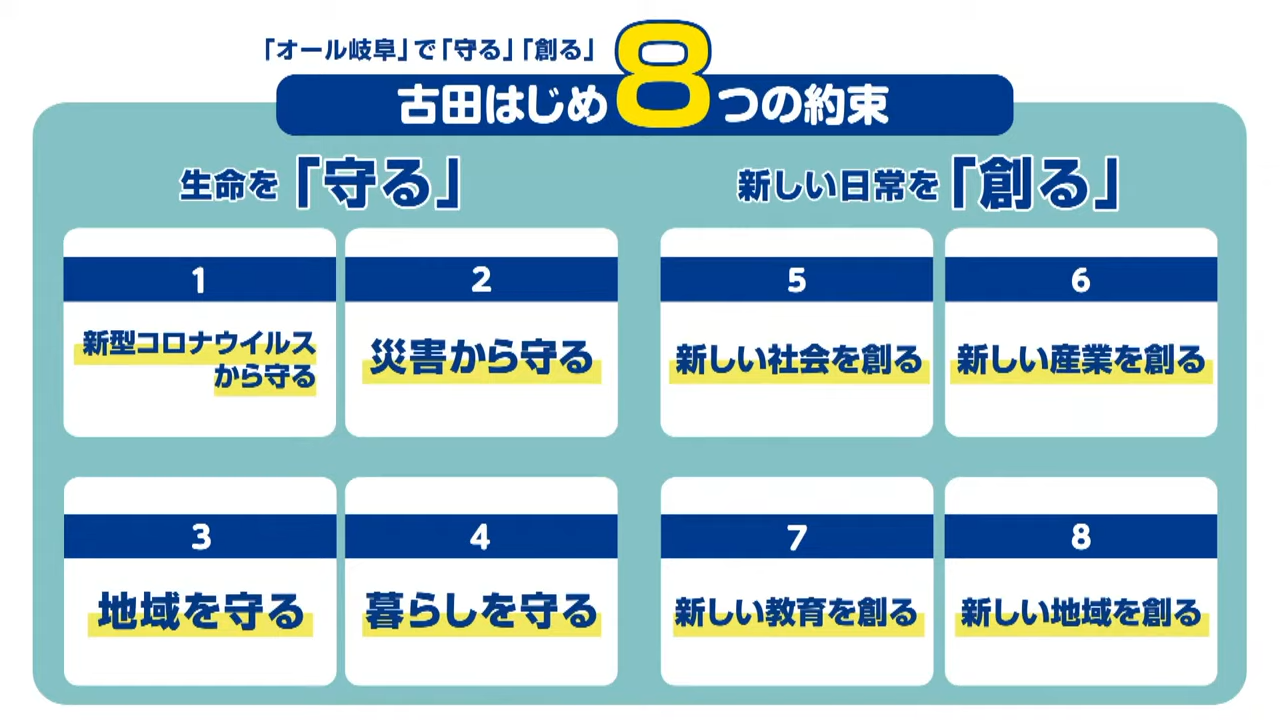 「オール岐阜」で「守る」「創る」
古田はじめ8つの約束
生命を「守る」
1
新型コロナウイルス
から守る
2
災害から守る
3
地域を守る
4
暮らしを守る
新しい日常を「創る」
5
新しい社会を創る
6
新しい産業を創る
7
新しい教育を創る
8
新しい地域を創る